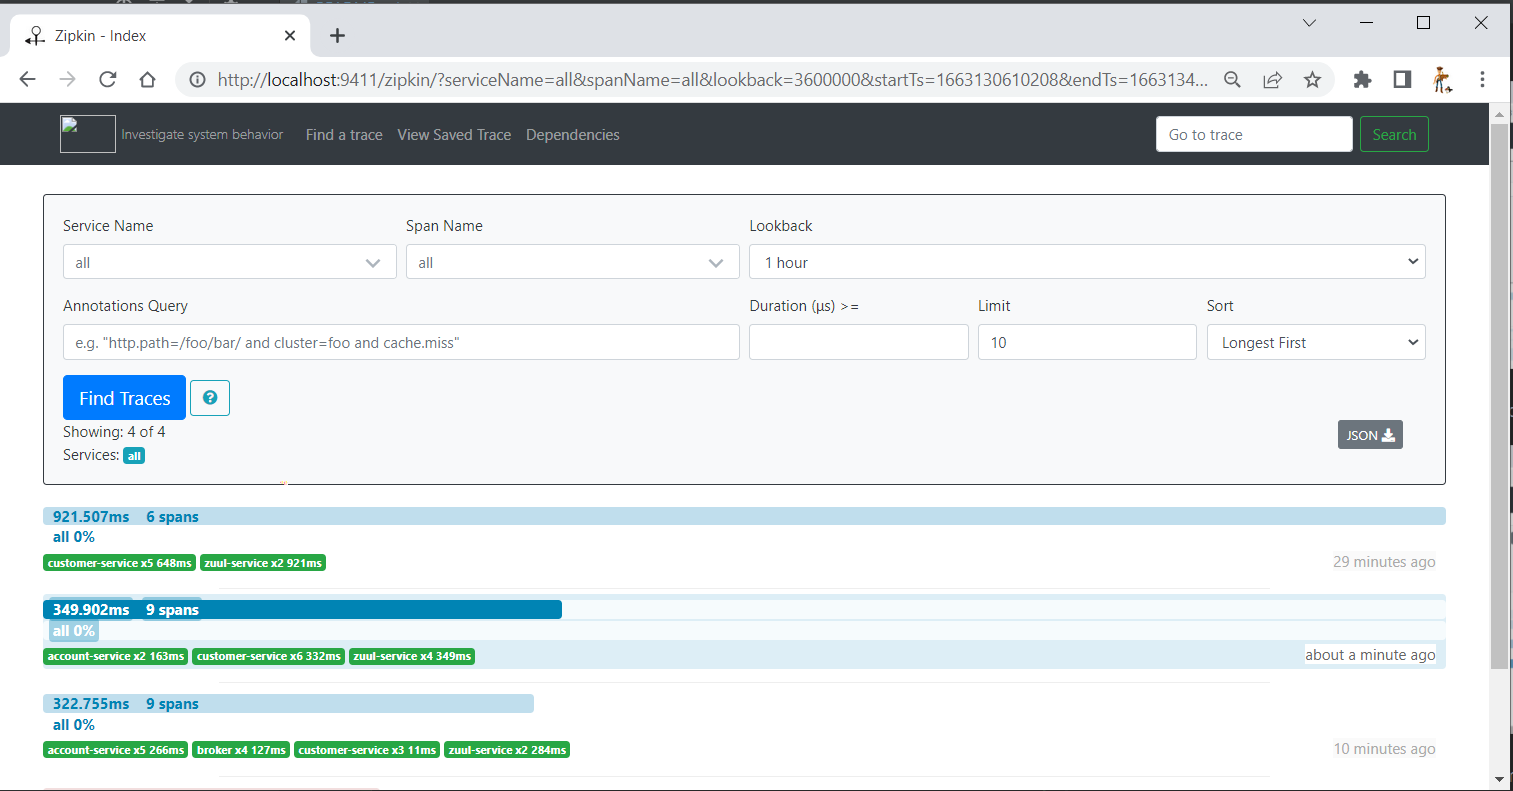 Zipkin - Index
http://localhost:9411/zipkin/?serviceName=all&spanName=all&lookback=3600000&startTs=1663130610208&endTs=1663134...
Investigate system behavior Find a trace View Saved Trace Dependencies Go to trace Search
Service Name Span Name Lookback
all all 1 hour
Annotations Query Duration (μs) >= Limit Sort
e.g. "http.path=/foo/bar/ and cluster=foo and cache.miss" 10 Longest First
Find Traces
Showing: 4 of 4 JSON
Services: all
921.507ms 6 spans
all 0%
customer-service x5 648ms zuul-service x2 921ms 29 minutes ago
349.902ms 9 spans
all 0%
account-service x2 163ms customer-service x6 332ms zuul-service x4 349ms about a minute ago
322.755ms 9 spans
all 0%
account-service x5 266ms broker x4 127ms customer-service x3 11ms zuul-service x2 284ms 10 minutes ago